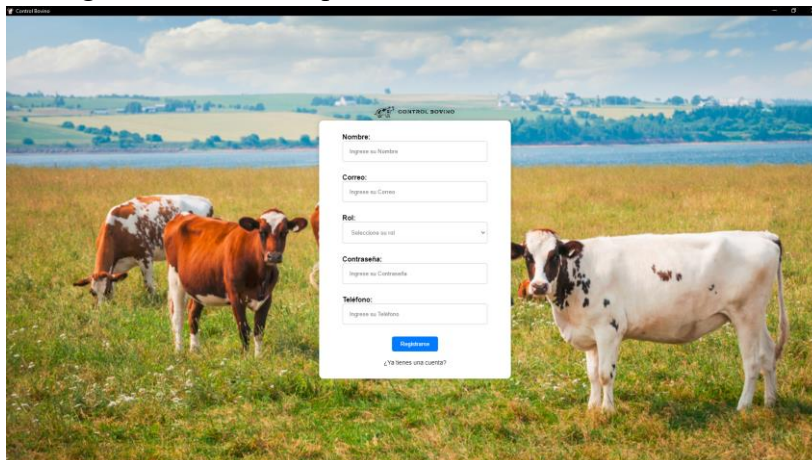 Control Bovino
CONTROL BOVINO
Nombre:
Ingrese su Nombre
Correo:
Ingrese su Correo
Rol:
Seleccione su rol
Contraseña:
Ingrese su Contraseña
Teléfono:
Ingrese su Teléfono
Registrarse
¿Ya tienes una cuenta?